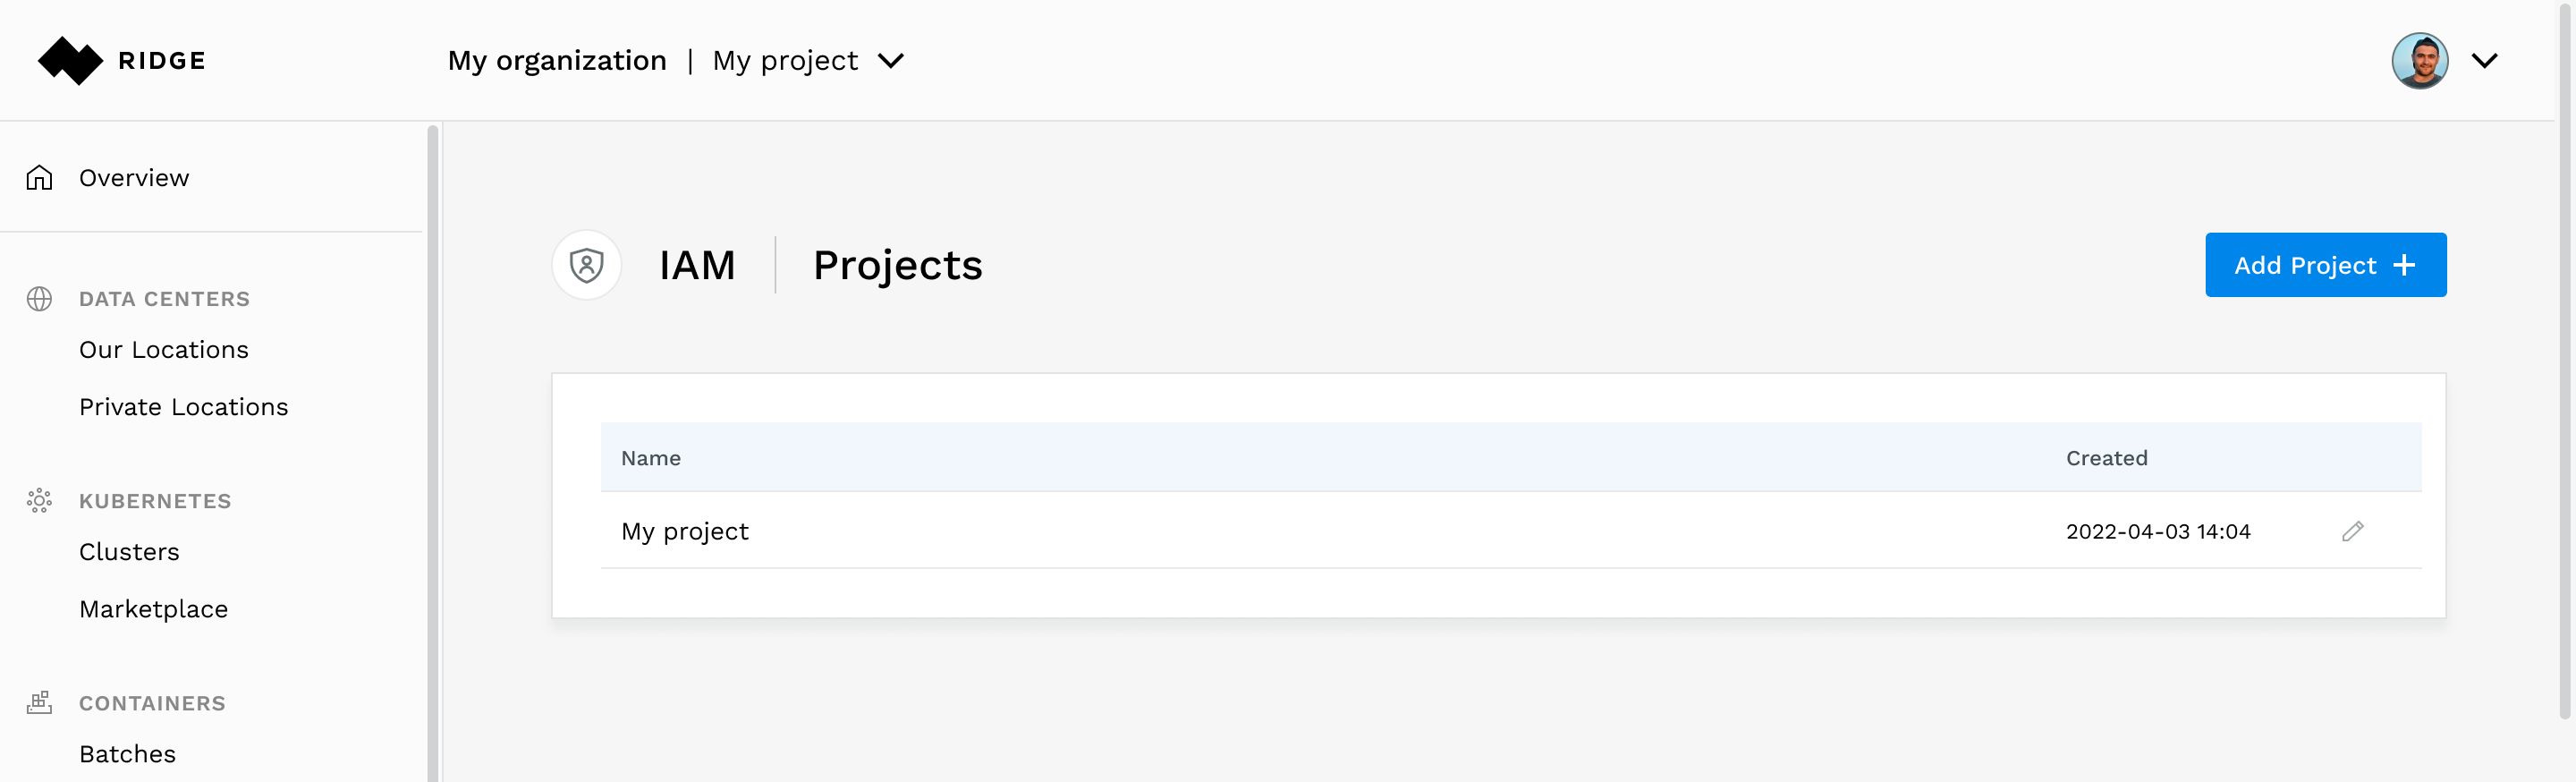 RIDGE
My organization | My project
Overview
DATA CENTERS
Our Locations
Private Locations
KUBERNETES
Clusters
Marketplace
CONTAINERS
Batches
IAM | Projects
Add Project +
Name Created
My project 2022-04-03 14:04